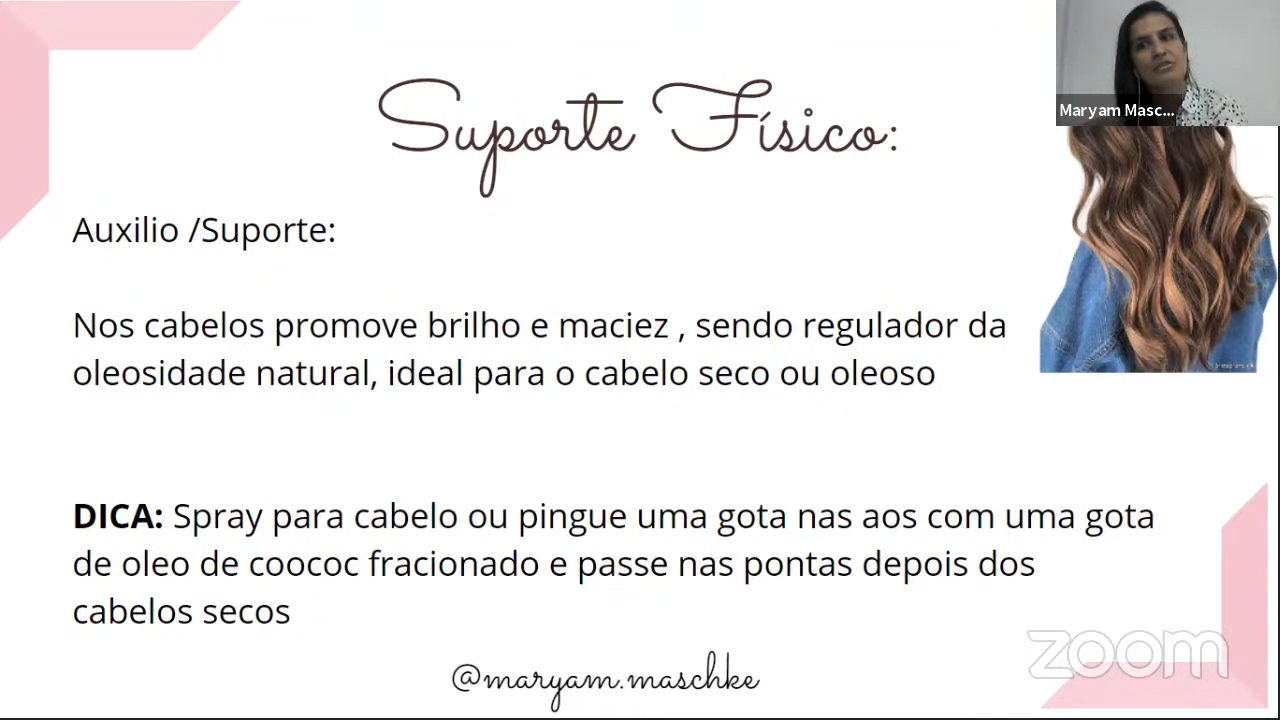 Suporte Físico:
Maryam Masc...
Auxilio /Suporte:
Nos cabelos promove brilho e maciez , sendo regulador da
oleosidade natural, ideal para o cabelo seco ou oleoso
DICA: Spray para cabelo ou pingue uma gota nas aos com uma gota
de oleo de coococ fracionado e passe nas pontas depois dos
cabelos secos
zoom
@maryam.maschke